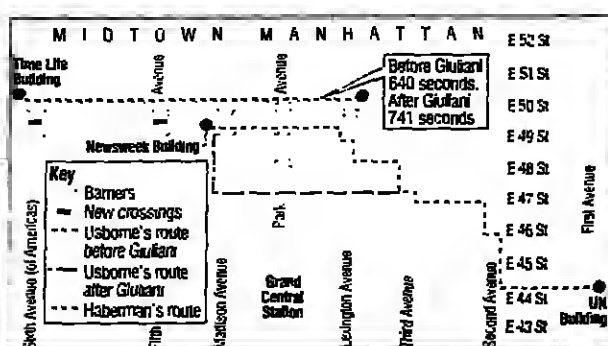 MIDTOWN MANHATTAN
E 52 St
Time Life
Building
Avenue
Avenue
Before Giuliani
640 seconds.
After Giuliani
741 seconds
E 51 St
E 50 St
E 49 St
Newsweek Building
E 48 St
Key
Barriers
New crossings
Usborne's route
before Giuliani
Usborne's route
after Giuliani
Haberman's route
E 47 St
Park
E 46 St
First Avenue
E 45 St
Sixth Avenue (of Americas)
Fifth
Madison Avenue
Grand
Central
Station
Lexington Avenue
Third Avenue
Second Avenue
E 44 St
UN
Building
E 43 St